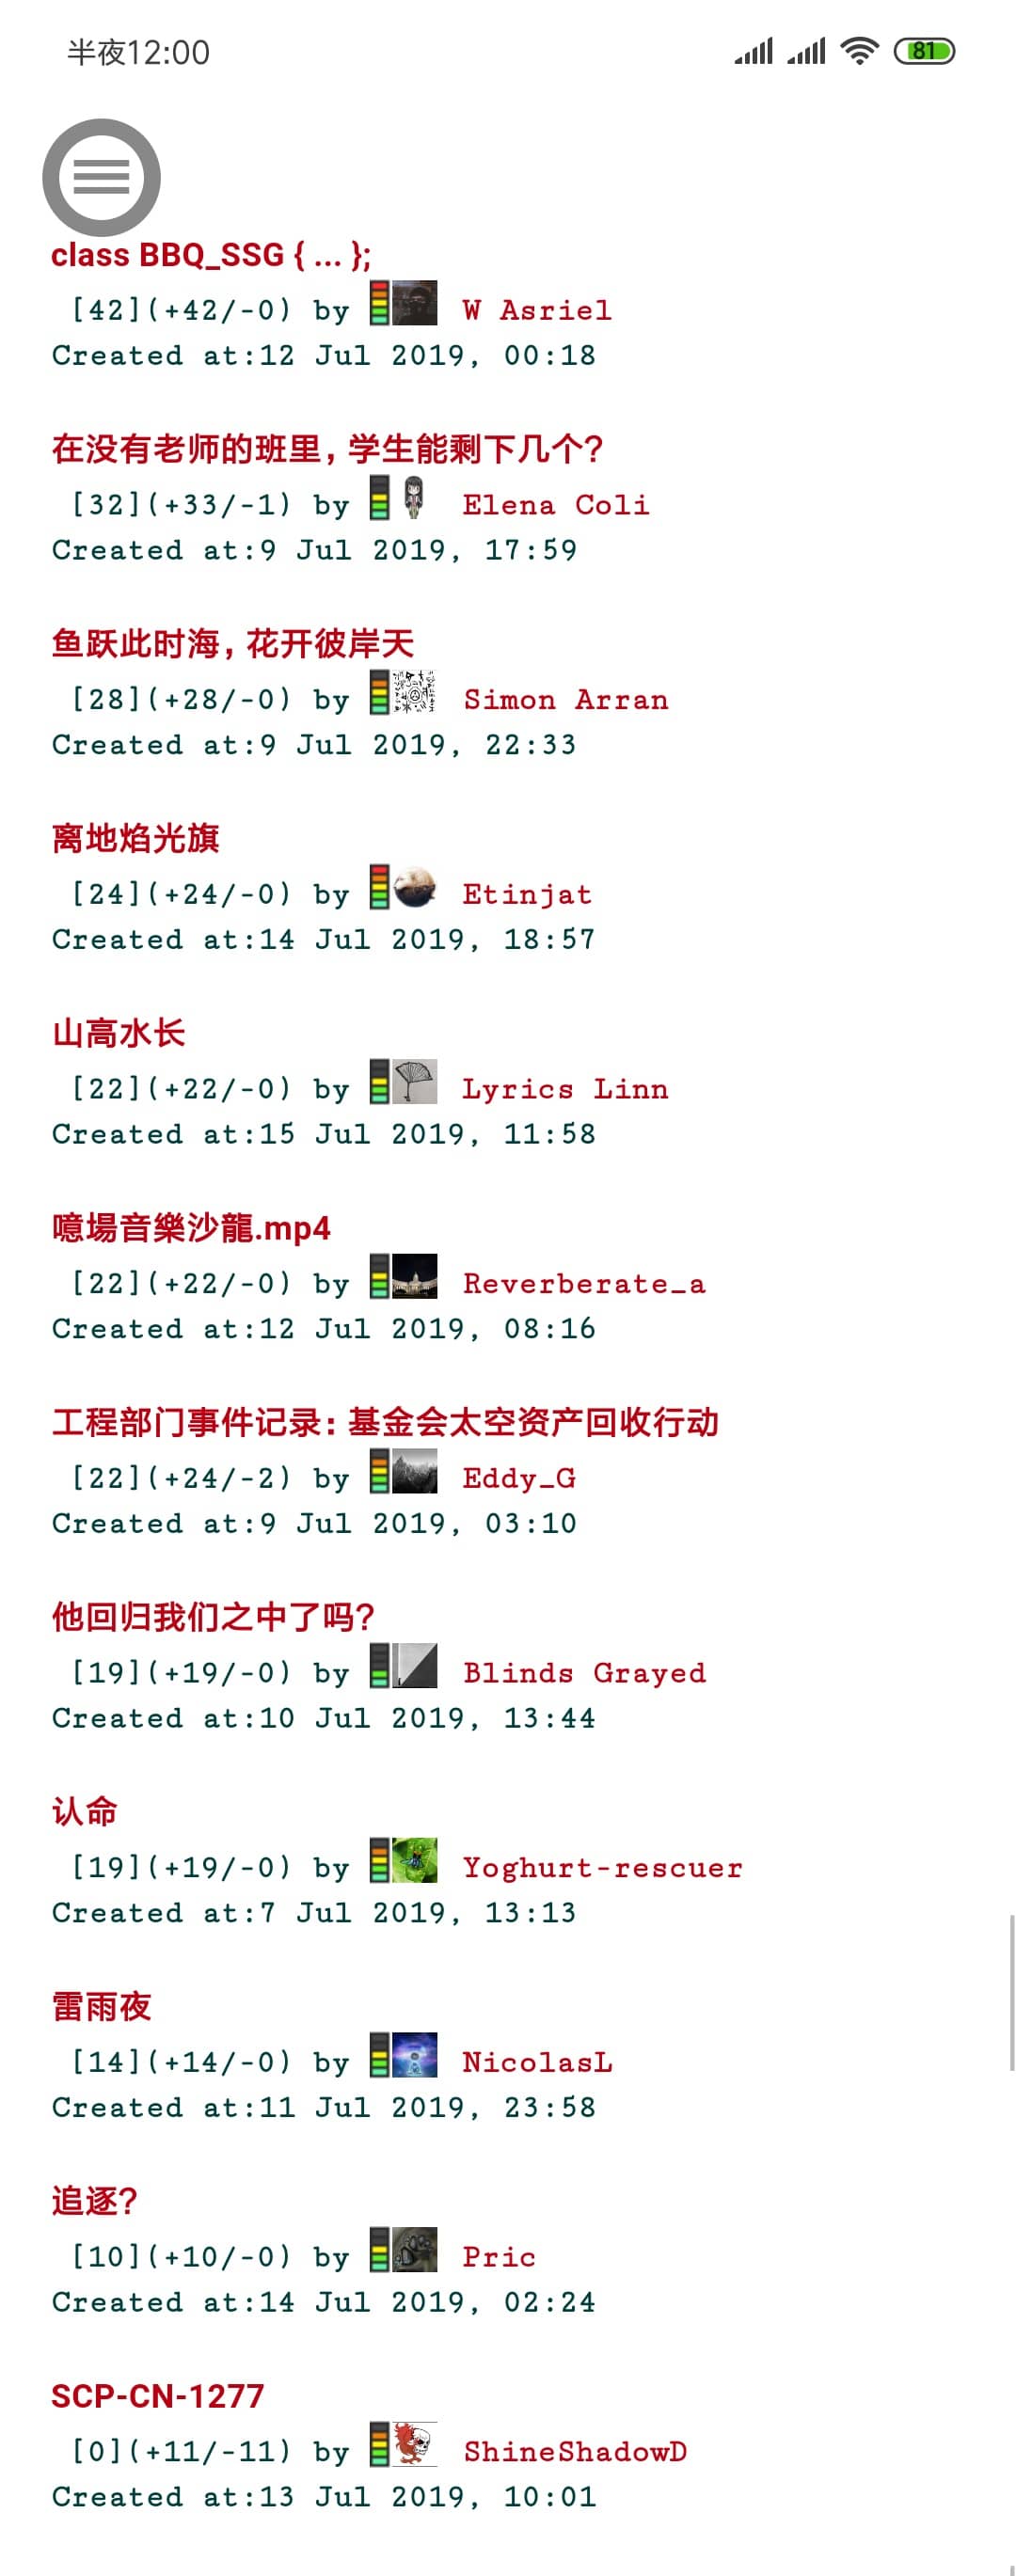 半夜12:00
81
class BBQ_SSG { ... };
[42](+42/-0) by W Asriel
Created at:12 Jul 2019, 00:18
在没有老师的班里，学生能剩下几个？
[32](+33/-1) by Elena Coli
Created at:9 Jul 2019, 17:59
鱼跃此时海，花开彼岸天
[28](+28/-0) by Simon Arran
Created at:9 Jul 2019, 22:33
离地焰光旗
[24](+24/-0) by Etinjat
Created at:14 Jul 2019, 18:57
山高水长
[22](+22/-0) by Lyrics Linn
Created at:15 Jul 2019, 11:58
噫場音樂沙龍.mp4
[22](+22/-0) by Reverberate_a
Created at:12 Jul 2019, 08:16
工程部门事件记录：基金会太空资产回收行动
[22](+24/-2) by Eddy_G
Created at:9 Jul 2019, 03:10
他回归我们之中了吗？
[19](+19/-0) by Blinds Grayed
Created at:10 Jul 2019, 13:44
认命
[19](+19/-0) by Yoghurt-rescuer
Created at:7 Jul 2019, 13:13
雷雨夜
[14](+14/-0) by NicolasL
Created at:11 Jul 2019, 23:58
追逐？
[10](+10/-0) by Pric
Created at:14 Jul 2019, 02:24
SCP-CN-1277
[0](+11/-11) by ShineShadowD
Created at:13 Jul 2019, 10:01